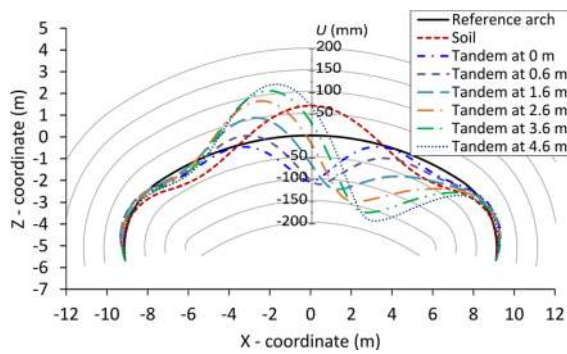 U (mm)
200
150
100
50
-50
-100
-150
-200
Reference arch
Soil
Tandem at 0 m
Tandem at 0.6 m
Tandem at 1.6 m
Tandem at 2.6 m
Tandem at 3.6 m
Tandem at 4.6 m
Z - coordinate (m)
5
4
3
2
1
0
-1
-2
-3
-4
-5
-6
-7
-12 -10 -8 -6 -4 -2 0 2 4 6 8 10 12
X - coordinate (m)